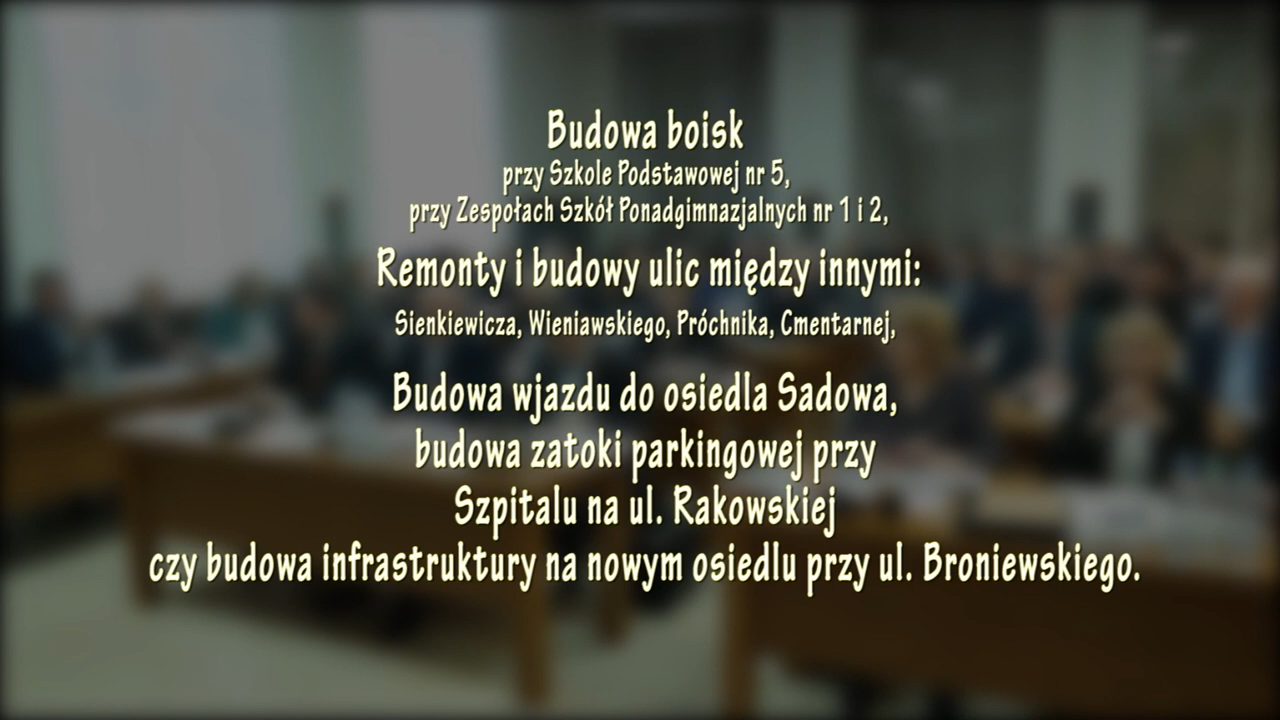 Budowa boisk
przy Szkole Podstawowej nr 5,
przy Zespołach Szkół Ponadgimnazjalnych nr 1 i 2,
Remonty i budowy ulic między innymi:
Sienkiewicza, Wieniawskiego, Próchnika, Cmentarnej,
Budowa wjazdu do osiedla Sadowa,
budowa zatoki parkingowej przy
Szpitalu na ul. Rakowskiej
czy budowa infrastruktury na nowym osiedlu przy ul. Broniewskiego.